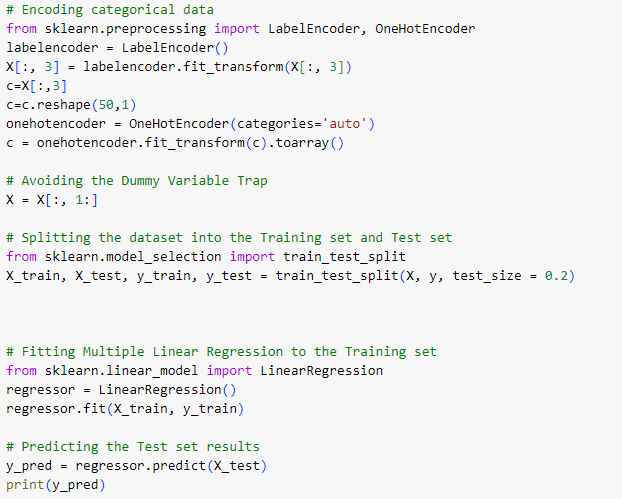 # Encoding categorical data
from sklearn.preprocessing import LabelEncoder, OneHotEncoder
labelencoder = LabelEncoder()
X[:, 3] = labelencoder.fit_transform(X[:, 3])
c=X[:,3]
c=c.reshape(50,1)
onehotencoder = OneHotEncoder(categories='auto')
c = onehotencoder.fit_transform(c).toarray()
# Avoiding the Dummy Variable Trap
X = X[:, 1:]
# Splitting the dataset into the Training set and Test set
from sklearn.model_selection import train_test_split
X_train, X_test, y_train, y_test = train_test_split(X, y, test_size = 0.2)
# Fitting Multiple Linear Regression to the Training set
from sklearn.linear_model import LinearRegression
regressor = LinearRegression()
regressor.fit(X_train, y_train)
# Predicting the Test set results
y_pred = regressor.predict(X_test)
print(y_pred)